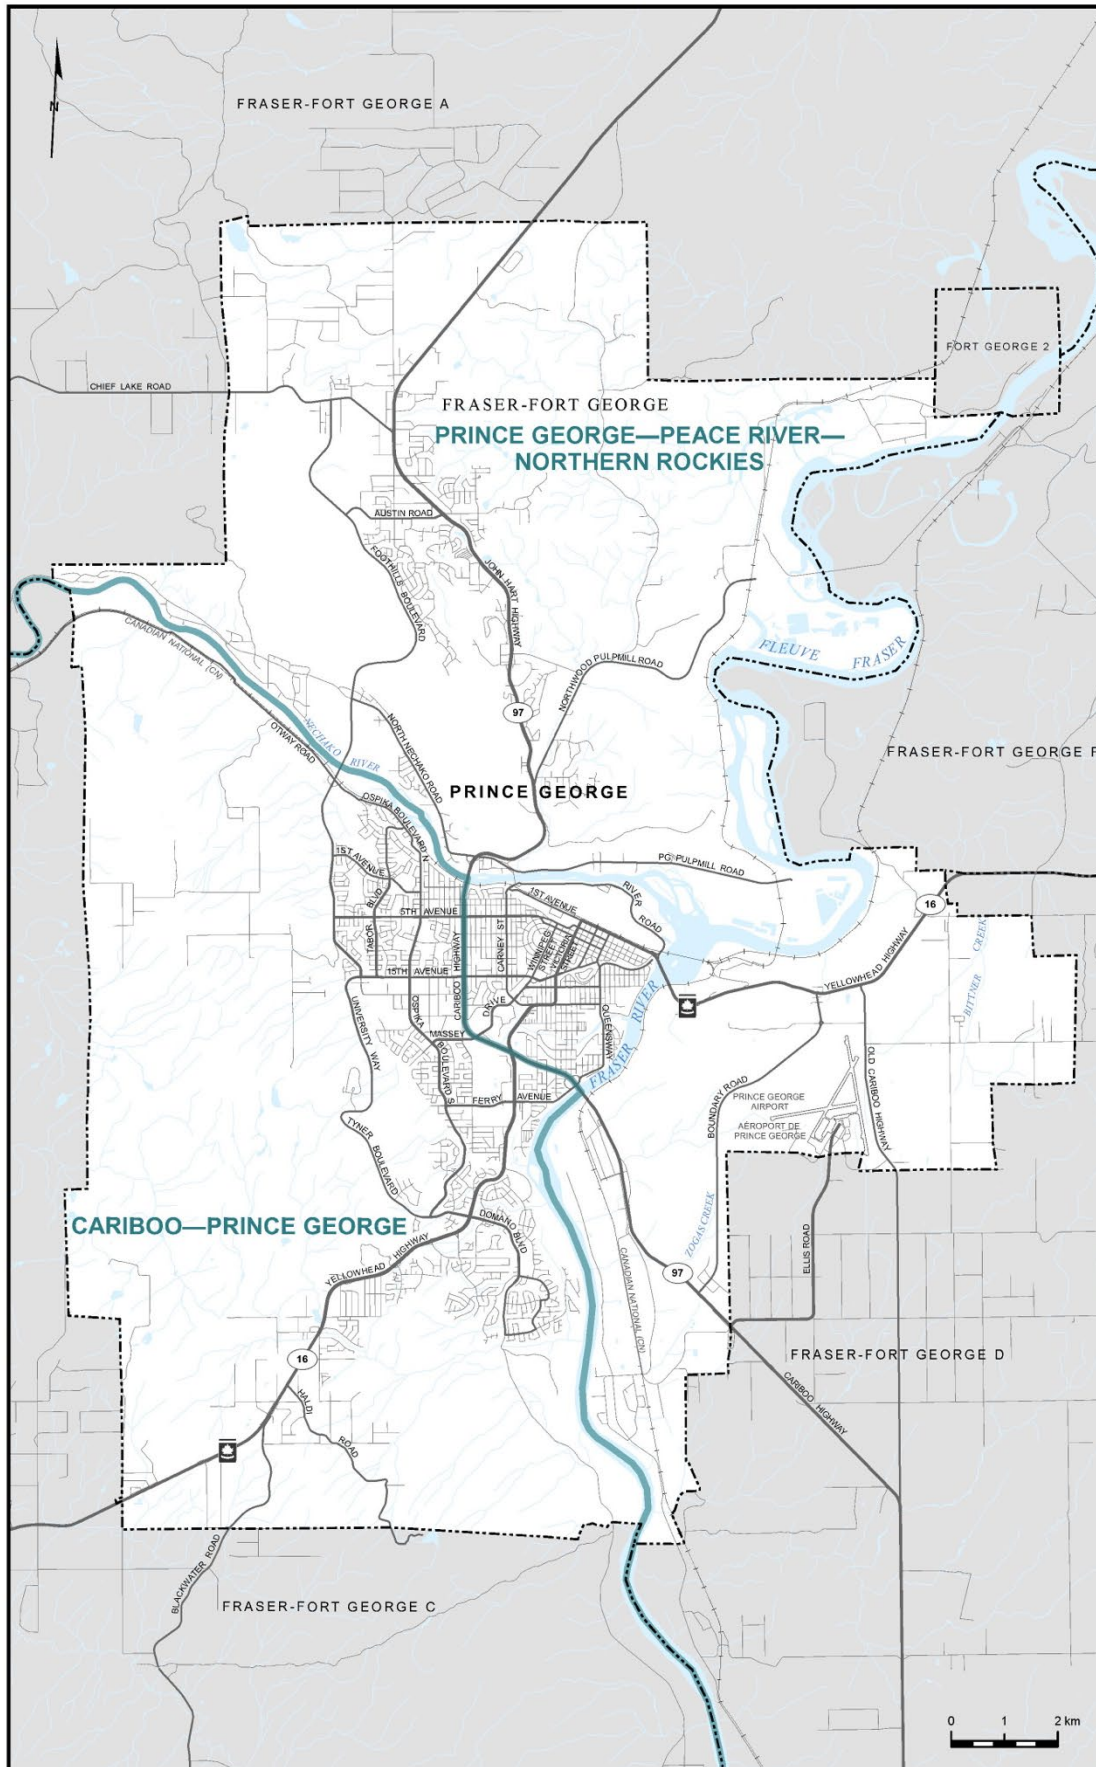 FRASER-FORT GEORGE A
N
FORT GEORGE 2
CHIEF LAKE ROAD
FRASER-FORT GEORGE
PRINCE GEORGE—PEACE RIVER—
NORTHERN ROCKIES
AUSTIN ROAD
FOOTHILLS BOULEVARD
JOHN HART HIGHWAY
CANADIAN NATIONAL (CN)
FLEUVE FRASER
NORTHWOOD PULPMILL ROAD
97
OTWAY ROAD
NECHAKO RIVER
NORTH NECHAKO ROAD
FRASER-FORT GEORGE F
PRINCE GEORGE
OSPIKA BOULEVARD N
1ST AVENUE
PG PULPMILL ROAD
TABOR BLVD
5TH AVENUE
1ST AVENUE
RIVER ROAD
16
CARIBOO HIGHWAY
CARNEY ST
WINNIPEG STREET
VICTORIA STREET
BITTNER CREEK
15TH AVENUE
YELLOWHEAD HIGHWAY
UNIVERSITY WAY
OSPIKA BOULEVARD S
MASSEY DRIVE
QUEENSWAY
FRASER RIVER
OLD CARIBOO HIGHWAY
BOUNDARY ROAD
FERRY AVENUE
PRINCE GEORGE
AIRPORT
AÉROPORT DE
PRINCE GEORGE
TYNER BOULEVARD
CARIBOO—PRINCE GEORGE
DOMANO BLVD
YELLOWHEAD HIGHWAY
ZOGAS CREEK
ELLIS ROAD
CANADIAN NATIONAL (CN)
97
16
FRASER-FORT GEORGE D
CARIBOO HIGHWAY
HALDI ROAD
BLACKWATER ROAD
FRASER-FORT GEORGE C
0 1 2 km